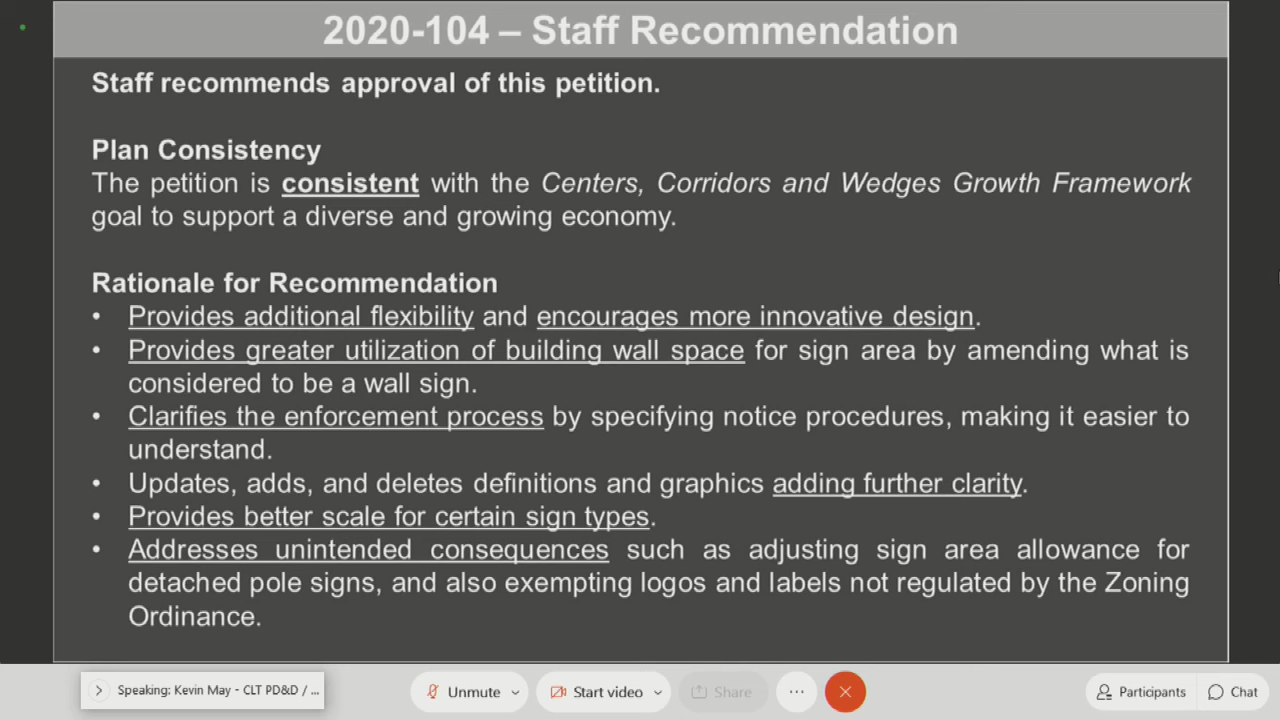 2020-104 – Staff Recommendation
Staff recommends approval of this petition.
Plan Consistency
The petition is consistent with the Centers, Corridors and Wedges Growth Framework
goal to support a diverse and growing economy.
Rationale for Recommendation
• Provides additional flexibility and encourages more innovative design.
• Provides greater utilization of building wall space for sign area by amending what is
considered to be a wall sign.
• Clarifies the enforcement process by specifying notice procedures, making it easier to
understand.
• Updates, adds, and deletes definitions and graphics adding further clarity.
• Provides better scale for certain sign types.
• Addresses unintended consequences such as adjusting sign area allowance for
detached pole signs, and also exempting logos and labels not regulated by the Zoning
Ordinance.
Speaking: Kevin May - CLT PD&D / ...
Unmute
Start video
Share
Participants
Chat